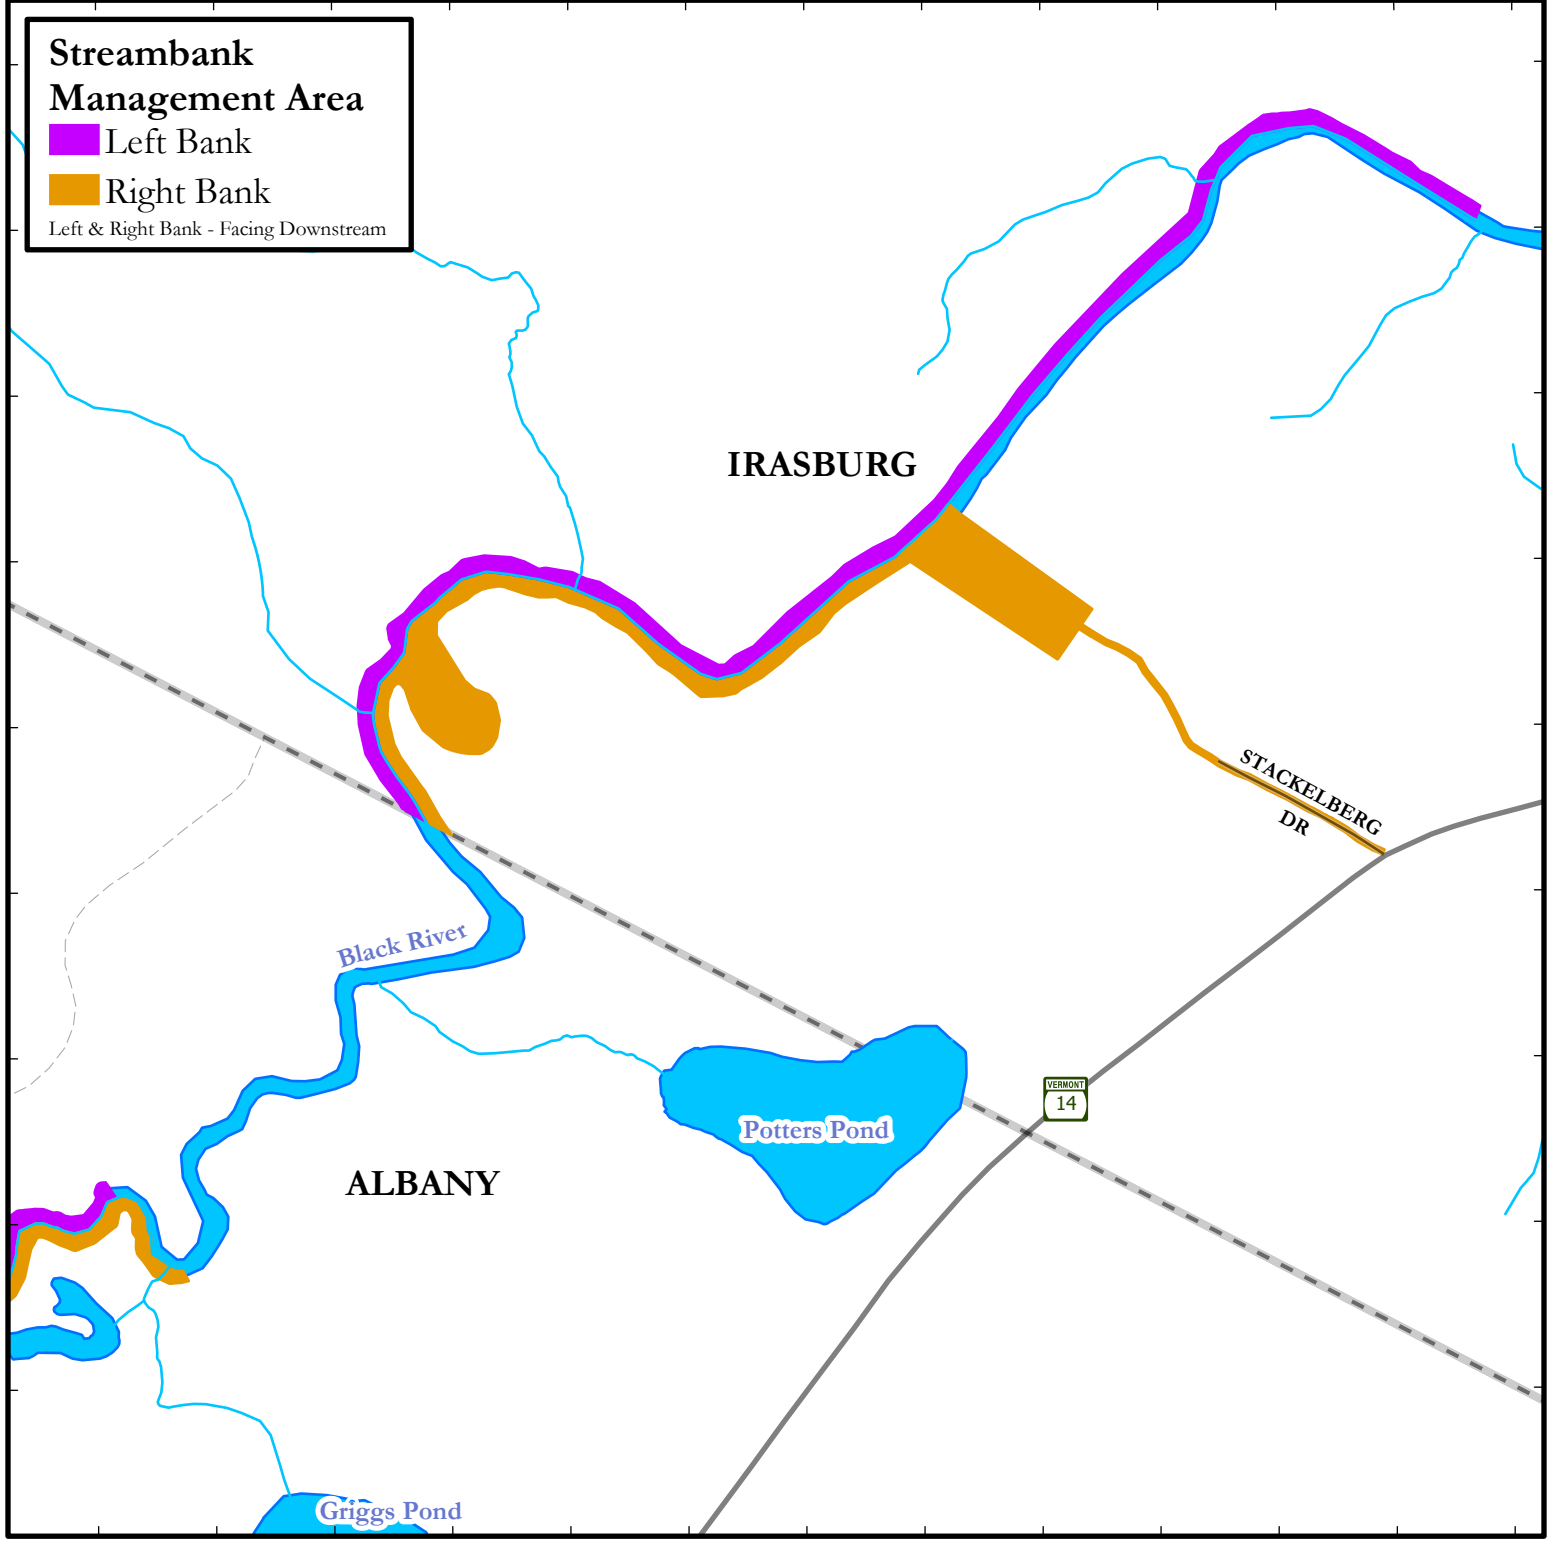 Streambank
Management Area
Left Bank
Right Bank
Left & Right Bank - Facing Downstream
IRASBURG
STACKELBERG
DR
Black River
VERMONT
14
Potters Pond
ALBANY
Griggs Pond